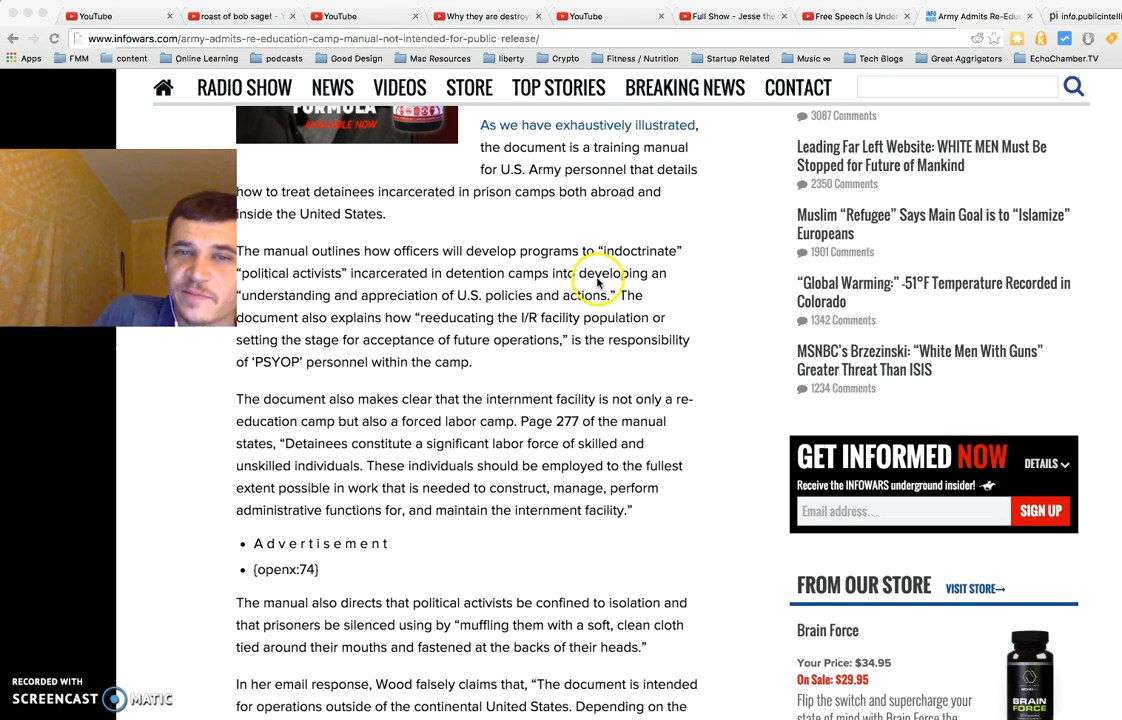 YouTube
roast of bob saget - Y
YouTube
Why they are destroy
YouTube
Full Show - Jesse the
Free Speech is Under
INFO WARS
Army Admits Re-Educ
pi info.publicintelli
www.infowars.com/army-admits-re-education-camp-manual-not-intended-for-public-release/
Apps FMM content Online Learning podcasts Good Design Mac Resources liberty Crypto Fitness / Nutrition Startup Related Music ∞ Tech Blogs Great Aggrigators EchoChamber.TV
RADIO SHOW NEWS VIDEOS STORE TOP STORIES BREAKING NEWS CONTACT
FORMULA
AVAILABLE NOW
As we have exhaustively illustrated,
the document is a training manual
for U.S. Army personnel that details
how to treat detainees incarcerated in prison camps both abroad and
inside the United States.
The manual outlines how officers will develop programs to “indoctrinate”
“political activists” incarcerated in detention camps into developing an
“understanding and appreciation of U.S. policies and actions.” The
document also explains how “reeducating the I/R facility population or
setting the stage for acceptance of future operations,” is the responsibility
of ‘PSYOP’ personnel within the camp.
The document also makes clear that the internment facility is not only a re-
education camp but also a forced labor camp. Page 277 of the manual
states, “Detainees constitute a significant labor force of skilled and
unskilled individuals. These individuals should be employed to the fullest
extent possible in work that is needed to construct, manage, perform
administrative functions for, and maintain the internment facility.”
• A d v e r t i s e m e n t
• {openx:74}
The manual also directs that political activists be confined to isolation and
that prisoners be silenced using by “muffling them with a soft, clean cloth
tied around their mouths and fastened at the backs of their heads.”
In her email response, Wood falsely claims that, “The document is intended
for operations outside of the continental United States. Depending on the
3087 Comments
Leading Far Left Website: WHITE MEN Must Be
Stopped for Future of Mankind
2350 Comments
Muslim “Refugee” Says Main Goal is to “Islamize”
Europeans
1901 Comments
“Global Warming:” -51°F Temperature Recorded in
Colorado
1342 Comments
MSNBC’s Brzezinski: “White Men With Guns”
Greater Threat Than ISIS
1234 Comments
GET INFORMED NOW
DETAILS
Receive the INFOWARS underground insider!
Email address...
SIGN UP
FROM OUR STORE
VISIT STORE→
Brain Force
Your Price: $34.95
On Sale: $29.95
Flip the switch and supercharge your
state of mind with Brain Force the
BRAIN
FORCE
RECORDED WITH
SCREENCAST MATIC